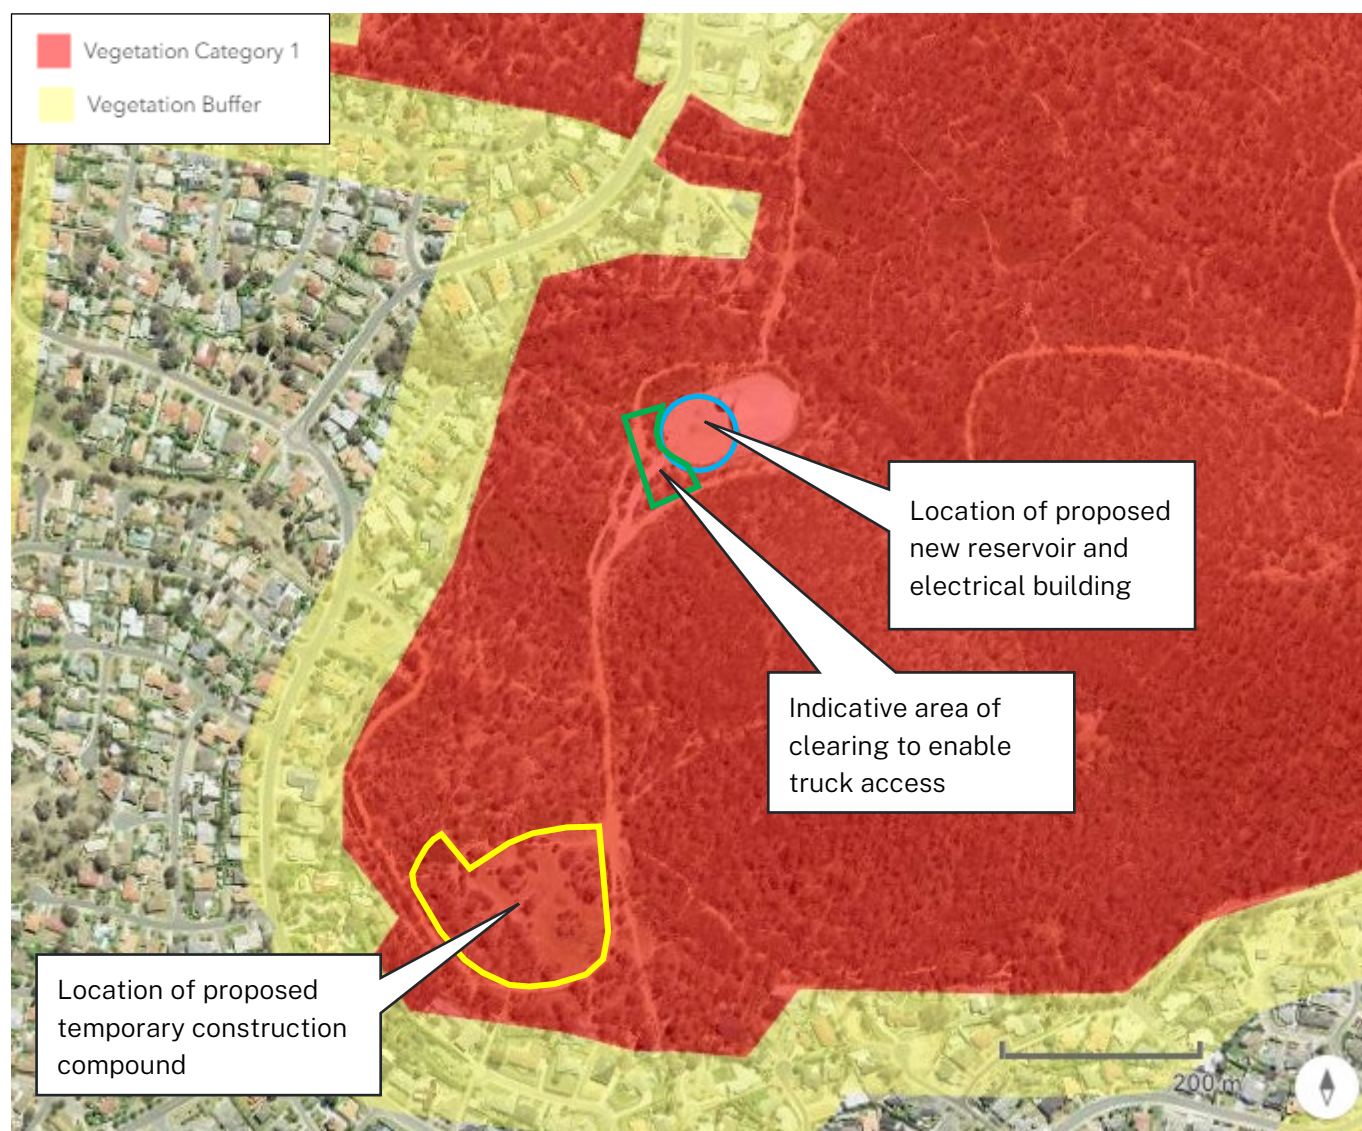 Vegetation Category 1
Vegetation Buffer
Location of proposed
new reservoir and
electrical building
Indicative area of
clearing to enable
truck access
Location of proposed
temporary construction
compound
200 m